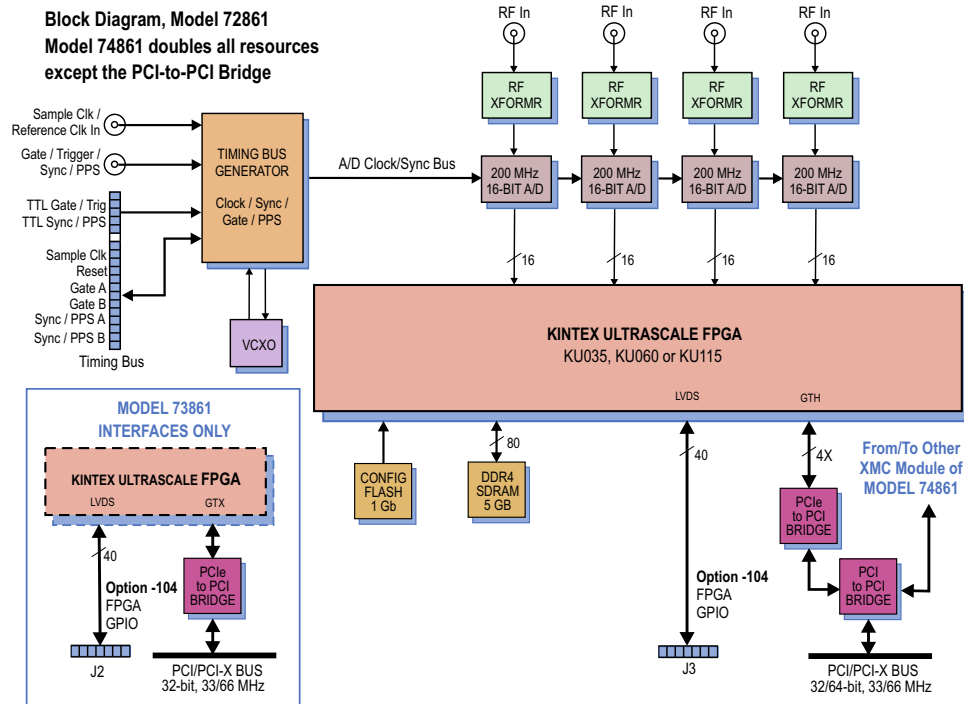 Block Diagram, Model 72861
Model 74861 doubles all resources
except the PCI-to-PCI Bridge
RF In
RF In
RF In
RF In
RF
XFORMR
RF
XFORMR
RF
XFORMR
RF
XFORMR
Sample Clk /
Reference Clk In
Gate / Trigger /
Sync / PPS
TTL Gate / Trig
TTL Sync / PPS
Sample Clk
Reset
Gate A
Gate B
Sync / PPS A
Sync / PPS B
Timing Bus
TIMING BUS
GENERATOR
Clock / Sync /
Gate / PPS
VCXO
A/D Clock/Sync Bus
200 MHz
16-BIT A/D
200 MHz
16-BIT A/D
200 MHz
16-BIT A/D
200 MHz
16-BIT A/D
16
16
16
16
KINTEX ULTRASCALE FPGA
KU035, KU060 or KU115
LVDS
GTH
MODEL 73861
INTERFACES ONLY
KINTEX ULTRASCALE FPGA
LVDS
GTX
40
PCIe
to PCI
BRIDGE
Option -104
FPGA
GPIO
J2
PCI/PCI-X BUS
32-bit, 33/66 MHz
CONFIG
FLASH
1 Gb
80
DDR4
SDRAM
5 GB
40
Option -104
FPGA
GPIO
J3
4X
From/To Other
XMC Module of
MODEL 74861
PCIe
to PCI
BRIDGE
PCI
to PCI
BRIDGE
PCI/PCI-X BUS
32/64-bit, 33/66 MHz